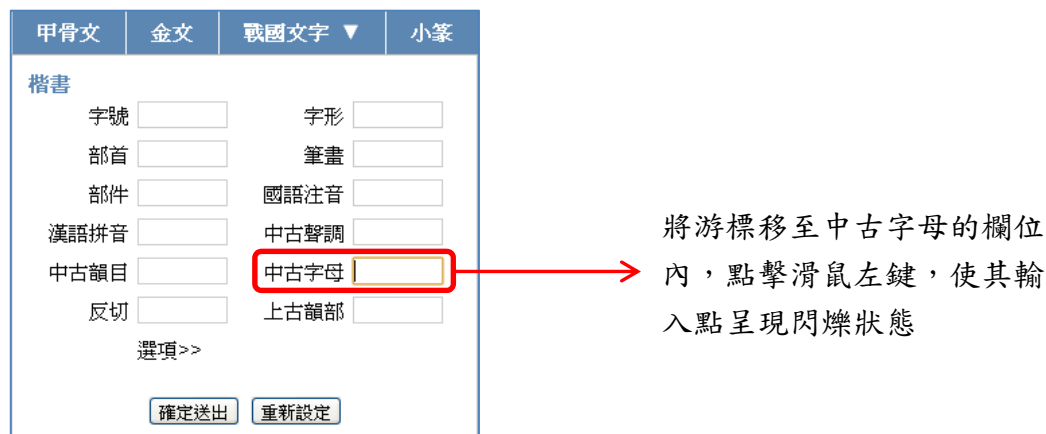 甲骨文 金文 戰國文字 ▼ 小篆
楷書
字號 字形
部首 筆畫
部件 國語注音
漢語拼音 中古聲調
中古韻目 中古字母
反切 上古韻部
選項>>
確定送出 重新設定
將游標移至中古字母的欄位
內，點擊滑鼠左鍵，使其輸
入點呈現閃爍狀態